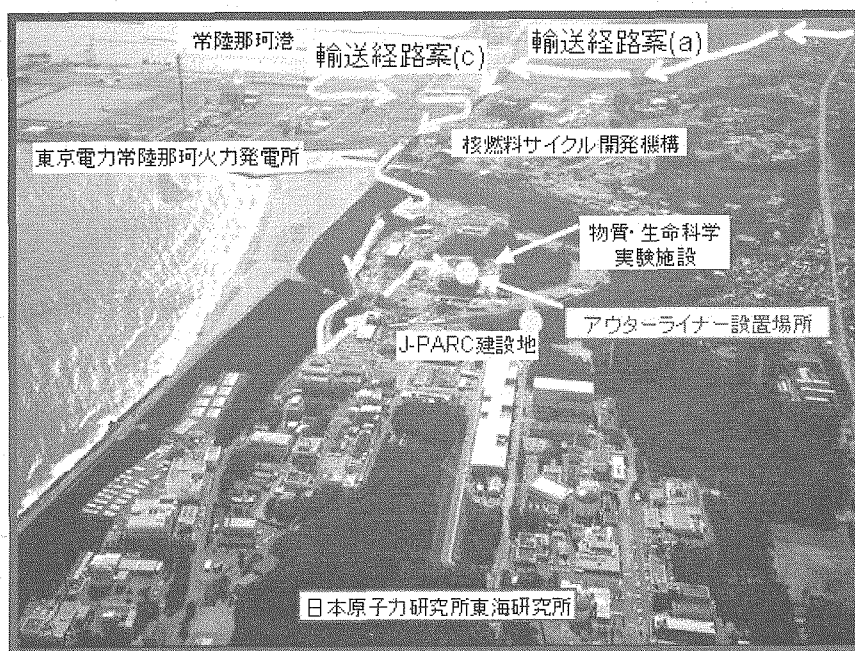 常陸那珂港
輸送経路案(c)
輸送経路案(a)
東京電力常陸那珂火力発電所
核燃料サイクル開発機構
物質・生命科学
実験施設
アウターライナー設置場所
J-PARC建設地
日本原子力研究所東海研究所